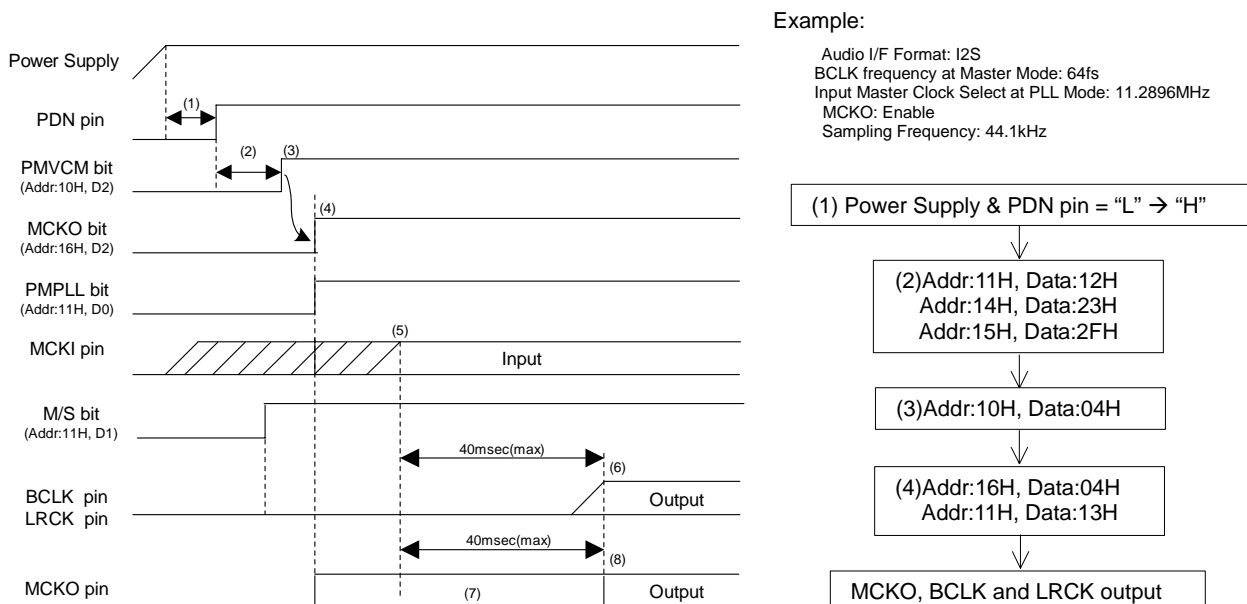 Power Supply
(1)
PDN pin
(2)
(3)
PMVCM bit
(Addr:10H, D2)
(4)
MCKO bit
(Addr:16H, D2)
PMPLL bit
(Addr:11H, D0)
(5)
MCKI pin
Input
M/S bit
(Addr:11H, D1)
40msec(max)
(6)
BCLK pin
LRCK pin
Output
40msec(max)
(8)
MCKO pin
(7)
Output
Example:
Audio I/F Format: I2S
BCLK frequency at Master Mode: 64fs
Input Master Clock Select at PLL Mode: 11.2896MHz
MCKO: Enable
Sampling Frequency: 44.1kHz
(1) Power Supply & PDN pin = “L” → “H”
(2)Addr:11H, Data:12H
Addr:14H, Data:23H
Addr:15H, Data:2FH
(3)Addr:10H, Data:04H
(4)Addr:16H, Data:04H
Addr:11H, Data:13H
MCKO, BCLK and LRCK output